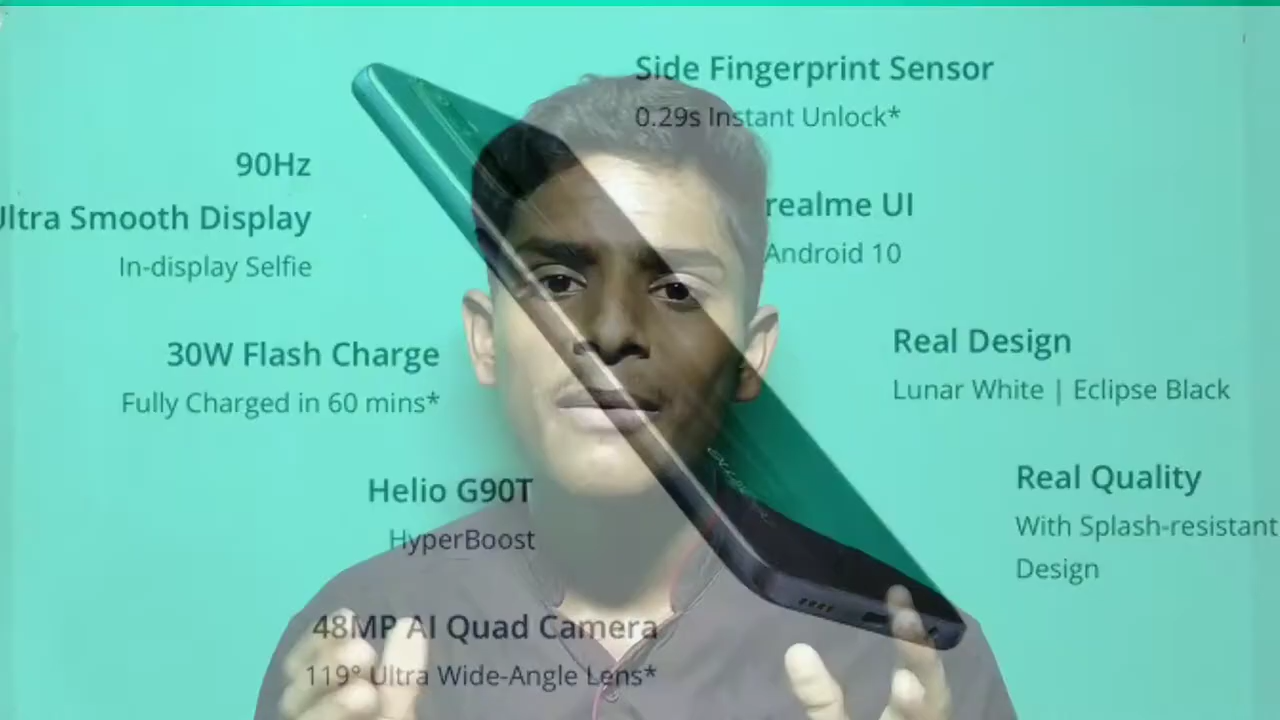 Side Fingerprint Sensor
0.29s Instant Unlock*
90Hz
Ultra Smooth Display
In-display Selfie
realme UI
Android 10
30W Flash Charge
Fully Charged in 60 mins*
Real Design
Lunar White | Eclipse Black
Helio G90T
HyperBoost
Real Quality
With Splash-resistant
Design
48MP AI Quad Camera
119° Ultra Wide-Angle Lens*